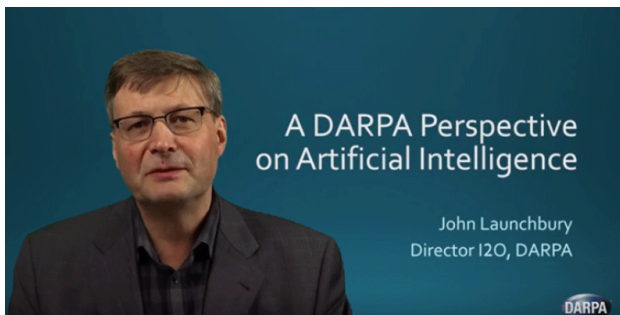 A DARPA Perspective
on Artificial Intelligence
John Launchbury
Director I2O, DARPA
DARPA